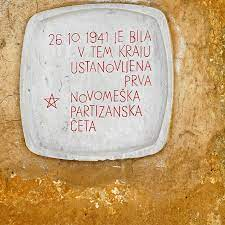 26 10 1941 JE BILA
V TEM KRAJU
USTANOVLJENA
PRVA
NOVOMEŠKA
PARTIZANSKA
ČETA